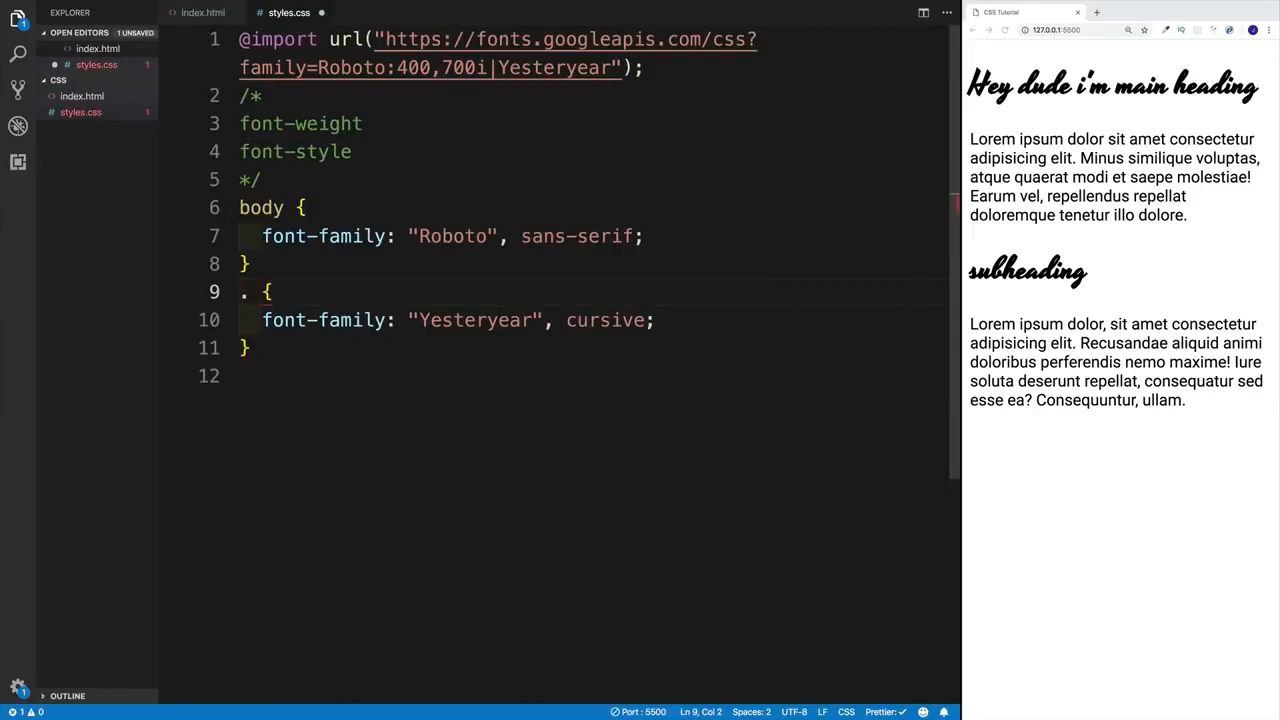 EXPLORER
OPEN EDITORS 1 UNSAVED
index.html
styles.css 1
CSS
index.html
styles.css 1
OUTLINE
index.html
styles.css
1 @import url("https://fonts.googleapis.com/css?
family=Roboto:400,700i|Yesteryear");
2 /*
3 font-weight
4 font-style
5 */
6 body {
7 font-family: "Roboto", sans-serif;
8 }
9 . {
10 font-family: "Yesteryear", cursive;
11 }
12
1 0
Port : 5500 Ln 9, Col 2 Spaces: 2 UTF-8 LF CSS Prettier: ✓
CSS Tutorial
127.0.0.1:5500
Hey dude i'm main heading
Lorem ipsum dolor sit amet consectetur
adipisicing elit. Minus similique voluptas,
atque quaerat modi et saepe molestiae!
Earum vel, repellendus repellat
doloremque tenetur illo dolore.
subheading
Lorem ipsum dolor, sit amet consectetur
adipisicing elit. Recusandae aliquid animi
doloribus perferendis nemo maxime! Iure
soluta deserunt repellat, consequatur sed
esse ea? Consequuntur, ullam.